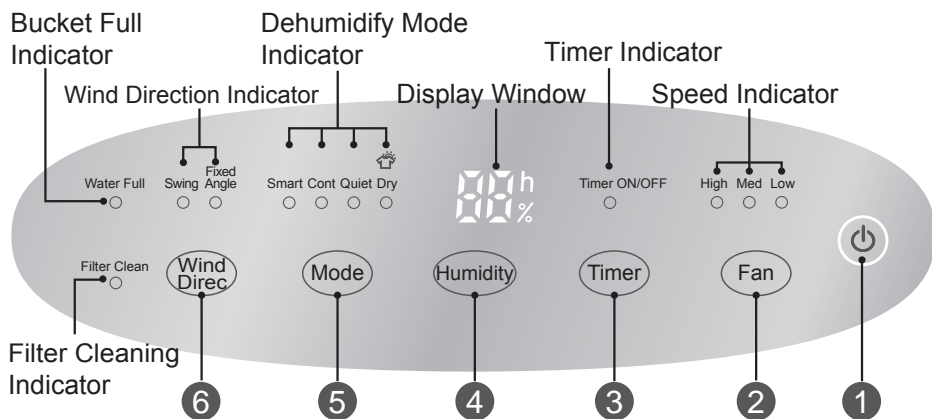 Bucket Full
Indicator
Dehumidify Mode
Indicator
Timer Indicator
Wind Direction Indicator
Display Window
Speed Indicator
Water Full
Swing
Fixed
Angle
Smart Cont Quiet Dry
88 h
%
Timer ON/OFF
High Med Low
Filter Clean
Wind
Direc
Mode
Humidity
Timer
Fan
Filter Cleaning
Indicator
6 5 4 3 2 1